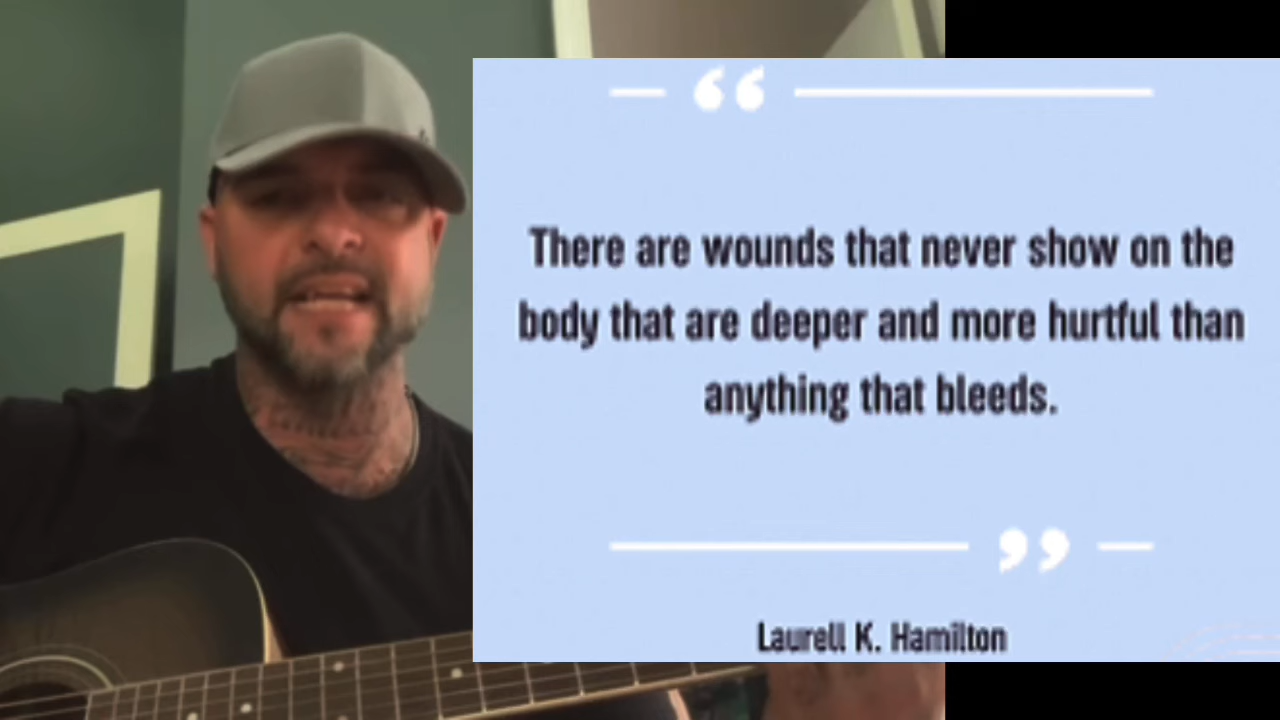 “
There are wounds that never show on the
body that are deeper and more hurtful than
anything that bleeds.
”
Laurell K. Hamilton